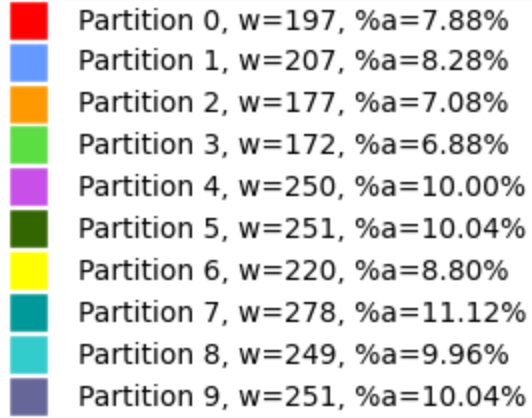 Partition 0, w=197, %a=7.88%
Partition 1, w=207, %a=8.28%
Partition 2, w=177, %a=7.08%
Partition 3, w=172, %a=6.88%
Partition 4, w=250, %a=10.00%
Partition 5, w=251, %a=10.04%
Partition 6, w=220, %a=8.80%
Partition 7, w=278, %a=11.12%
Partition 8, w=249, %a=9.96%
Partition 9, w=251, %a=10.04%